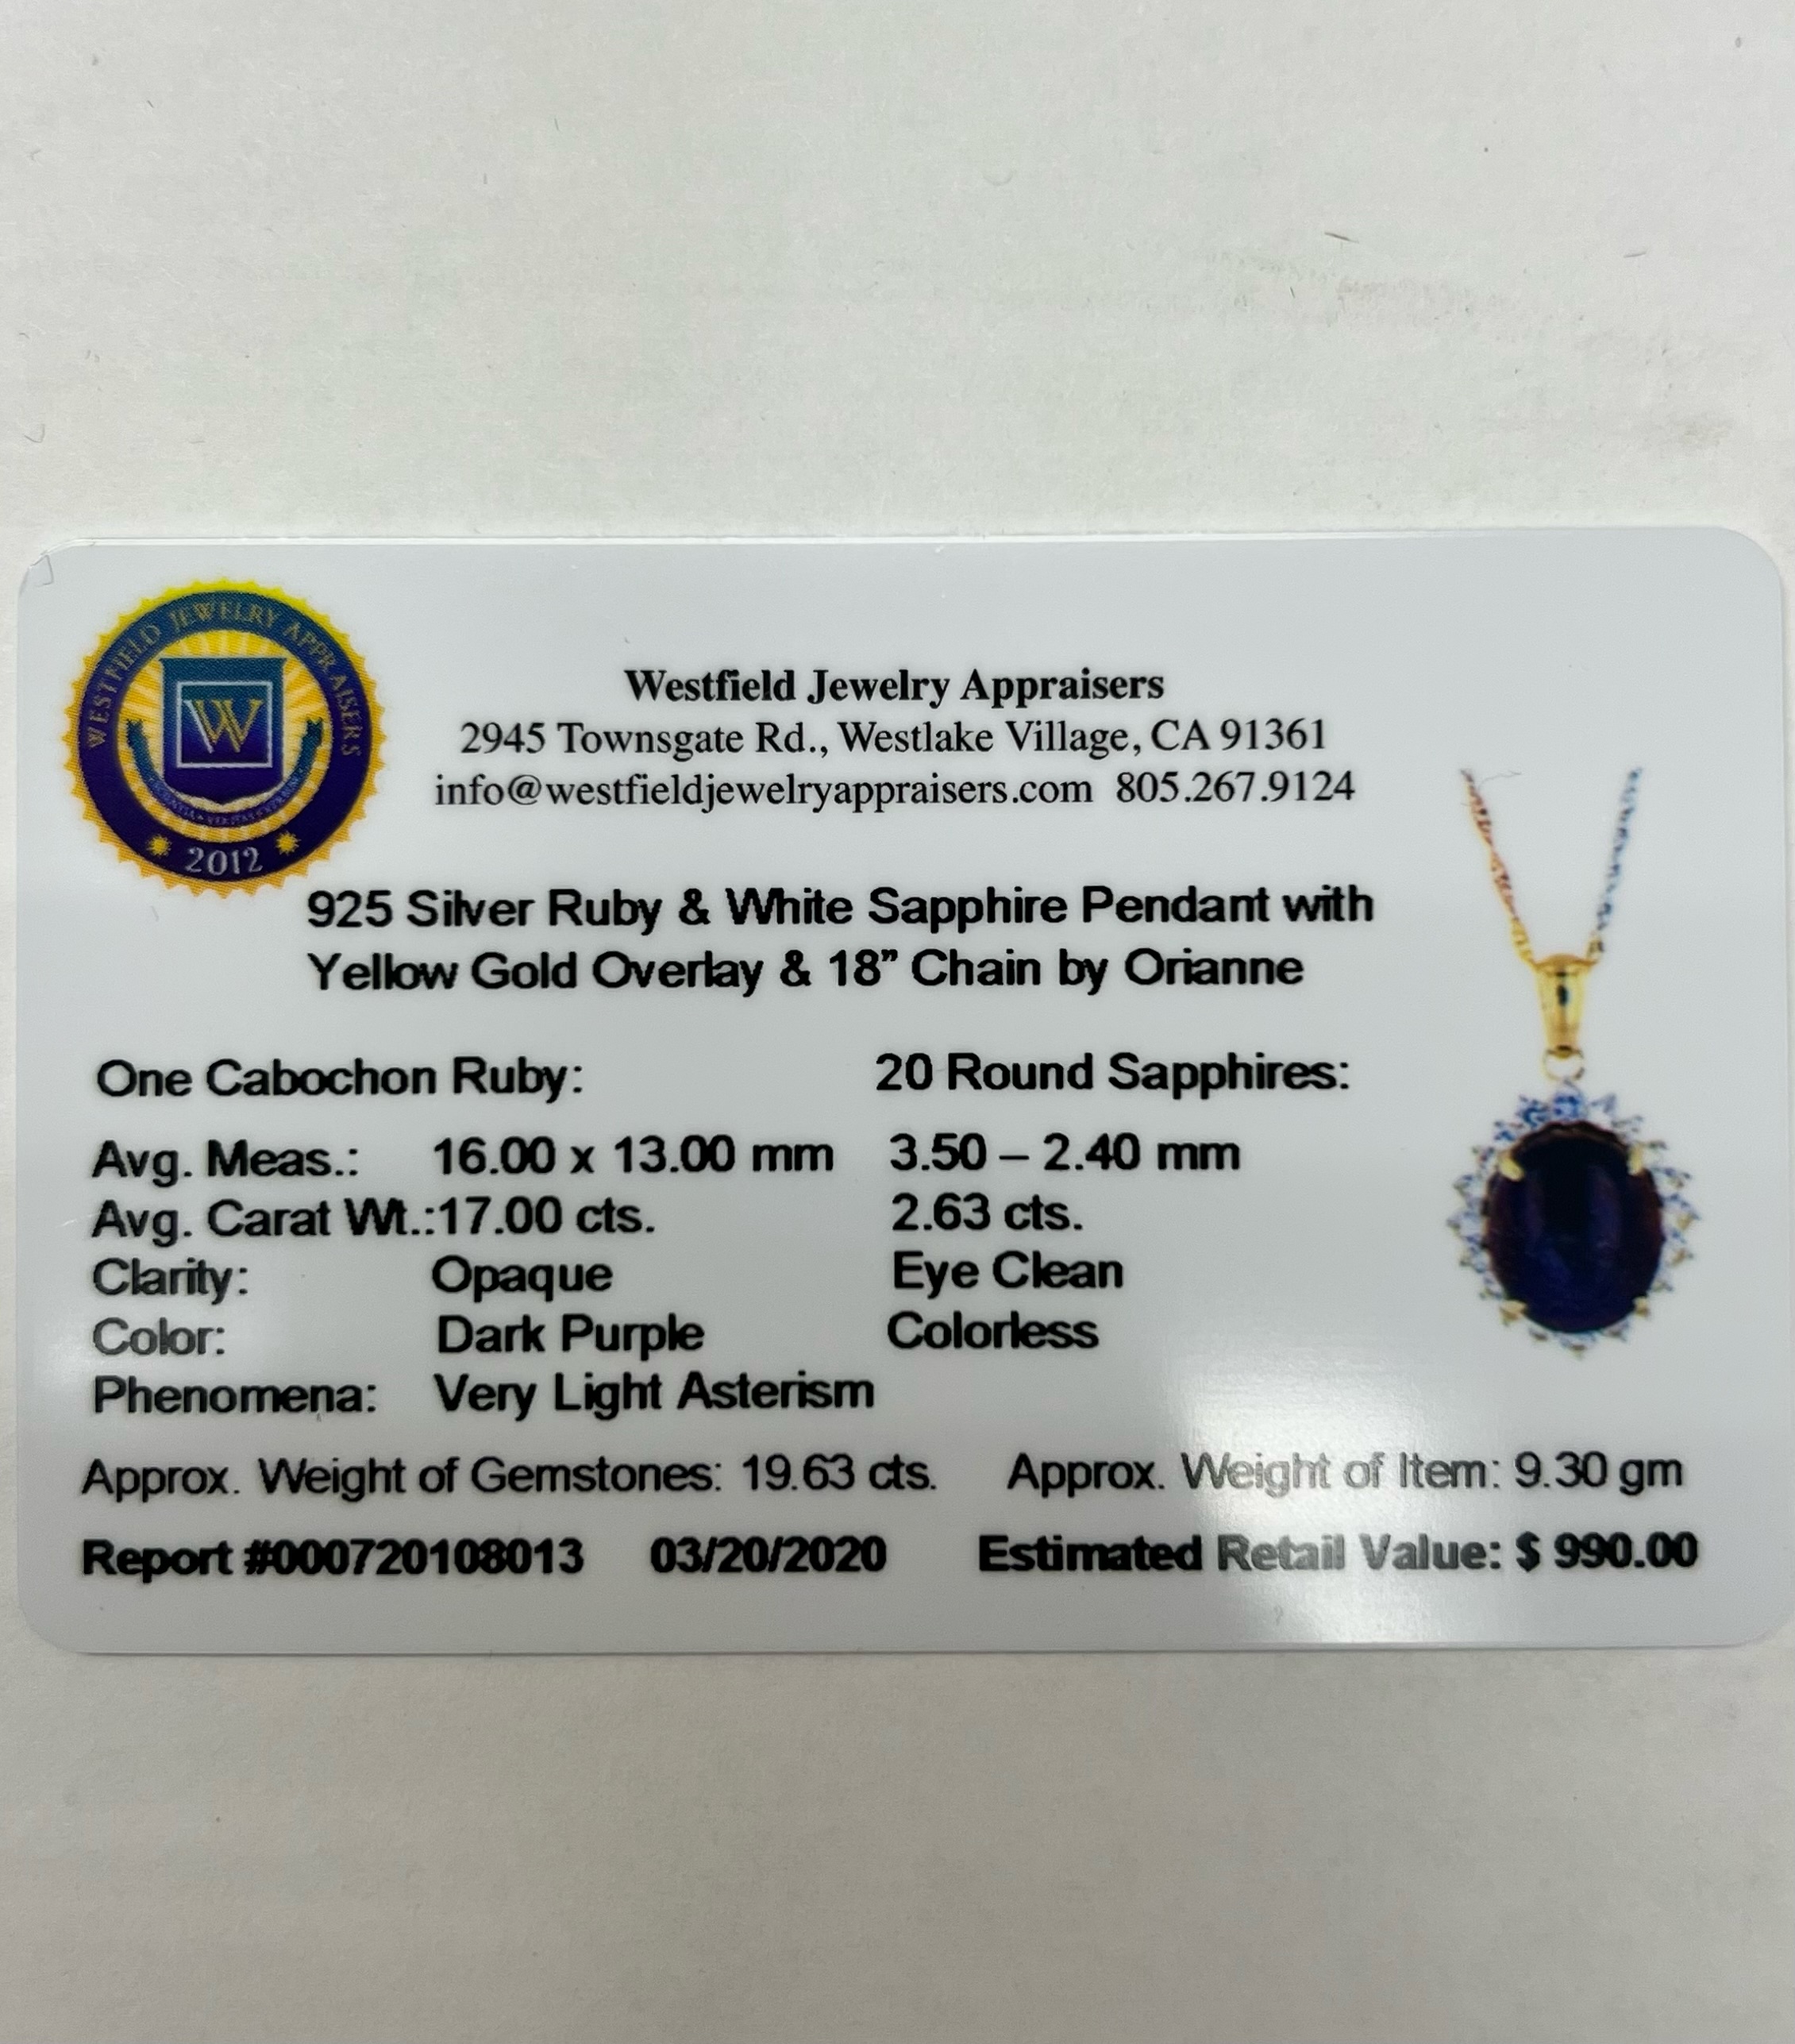 WESTFIELD JEWELRY APPRAISERS
W
2012
Westfield Jewelry Appraisers
2945 Townsgate Rd., Westlake Village, CA 91361
info@westfieldjewelryappraisers.com 805.267.9124
925 Silver Ruby & White Sapphire Pendant with
Yellow Gold Overlay & 18” Chain by Orianne
One Cabochon Ruby: 20 Round Sapphires:
Avg. Meas.: 16.00 x 13.00 mm 3.50 – 2.40 mm
Avg. Carat Wt.:17.00 cts. 2.63 cts.
Clarity: Opaque Eye Clean
Color: Dark Purple Colorless
Phenomena: Very Light Asterism
Approx. Weight of Gemstones: 19.63 cts. Approx. Weight of Item: 9.30 gm
Report #000720108013 03/20/2020 Estimated Retail Value: $ 990.00